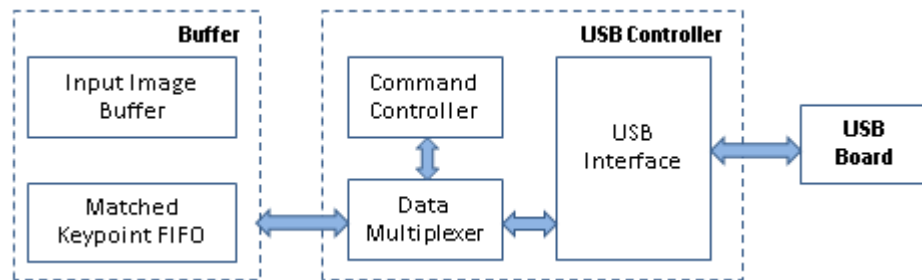 Buffer
Input Image
Buffer
Matched
Keypoint FIFO
USB Controller
Command
Controller
Data
Multiplexer
USB
Interface
USB
Board